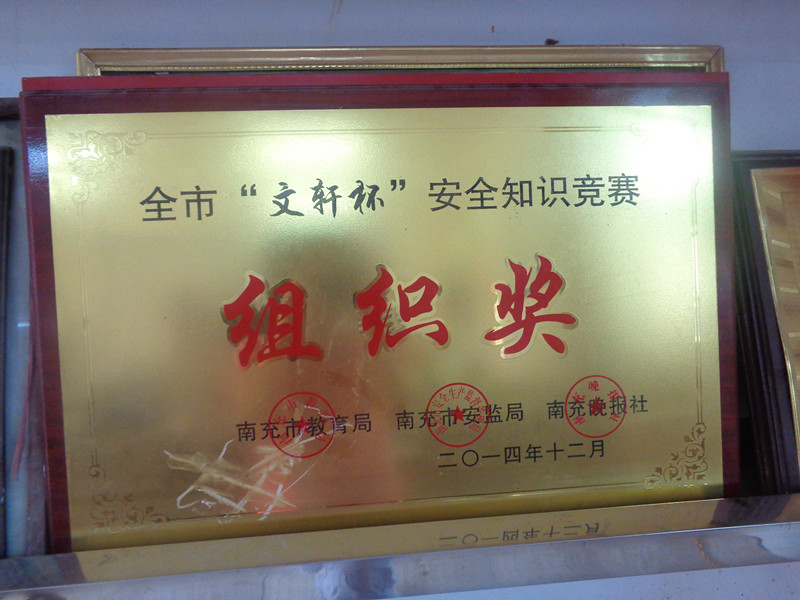 全市“文轩杯”安全知识竞赛
组织奖
南充市教育局 南充市安监局 南充晚报社
二〇一四年十二月